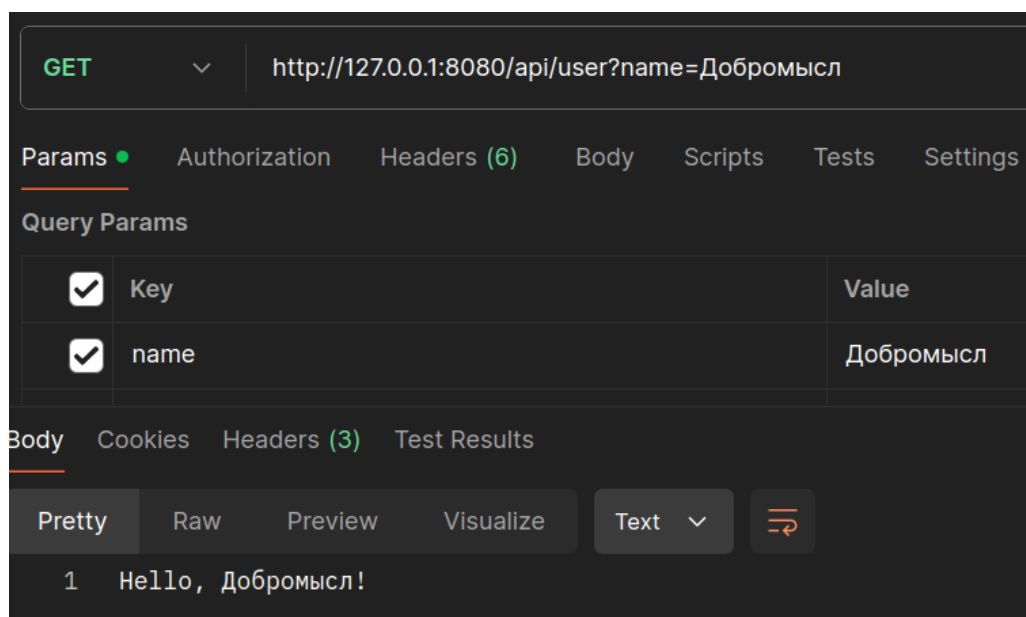 GET http://127.0.0.1:8080/api/user?name=Добромысл
Params Authorization Headers (6) Body Scripts Tests Settings
Query Params
Key Value
name Добромысл
Body Cookies Headers (3) Test Results
Pretty Raw Preview Visualize Text
1 Hello, Добромысл!